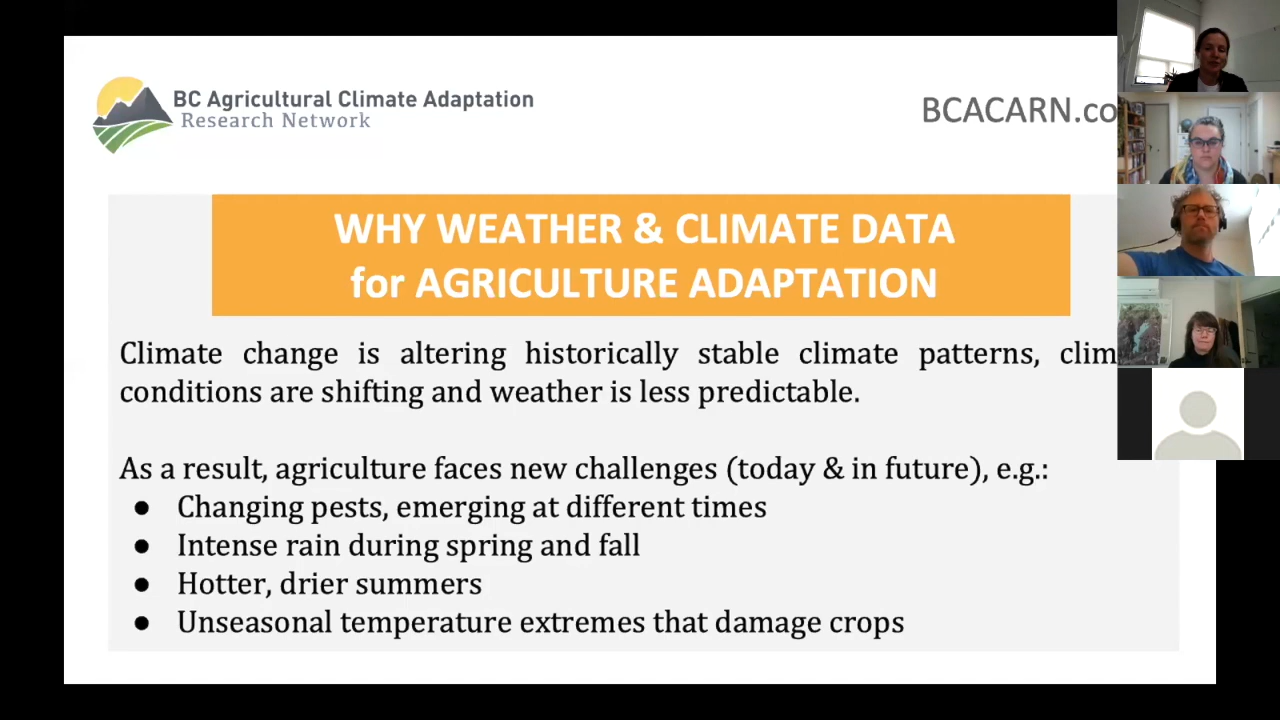 BC Agricultural Climate Adaptation
Research Network
BCACARN.co
WHY WEATHER & CLIMATE DATA
for AGRICULTURE ADAPTATION
Climate change is altering historically stable climate patterns, clim
conditions are shifting and weather is less predictable.
As a result, agriculture faces new challenges (today & in future), e.g.:
● Changing pests, emerging at different times
● Intense rain during spring and fall
● Hotter, drier summers
● Unseasonal temperature extremes that damage crops